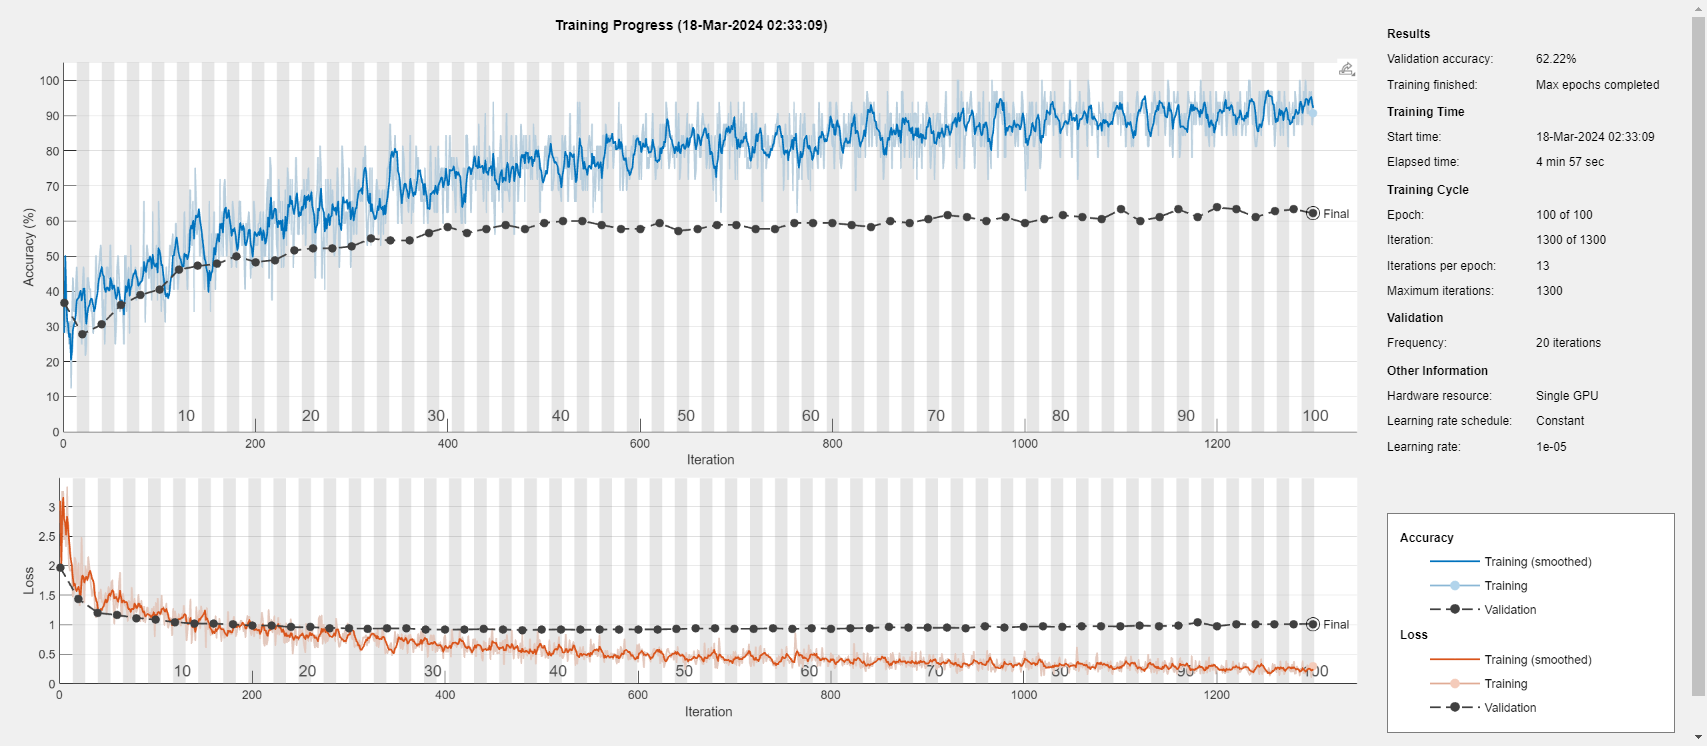 Training Progress (18-Mar-2024 02:33:09)
Accuracy (%)
100
90
80
70
60
50
40
30
20
10
0
Final
10 20 30 40 50 60 70 80 90 100
0 200 400 600 800 1000 1200
Iteration
Loss
3
2.5
2
1.5
1
0.5
0
Final
10 20 30 40 50 60 70 80 90 00
0 200 400 600 800 1000 1200
Iteration
Results
Validation accuracy: 62.22%
Training finished: Max epochs completed
Training Time
Start time: 18-Mar-2024 02:33:09
Elapsed time: 4 min 57 sec
Training Cycle
Epoch: 100 of 100
Iteration: 1300 of 1300
Iterations per epoch: 13
Maximum iterations: 1300
Validation
Frequency: 20 iterations
Other Information
Hardware resource: Single GPU
Learning rate schedule: Constant
Learning rate: 1e-05
Accuracy
Training (smoothed)
Training
Validation
Loss
Training (smoothed)
Training
Validation